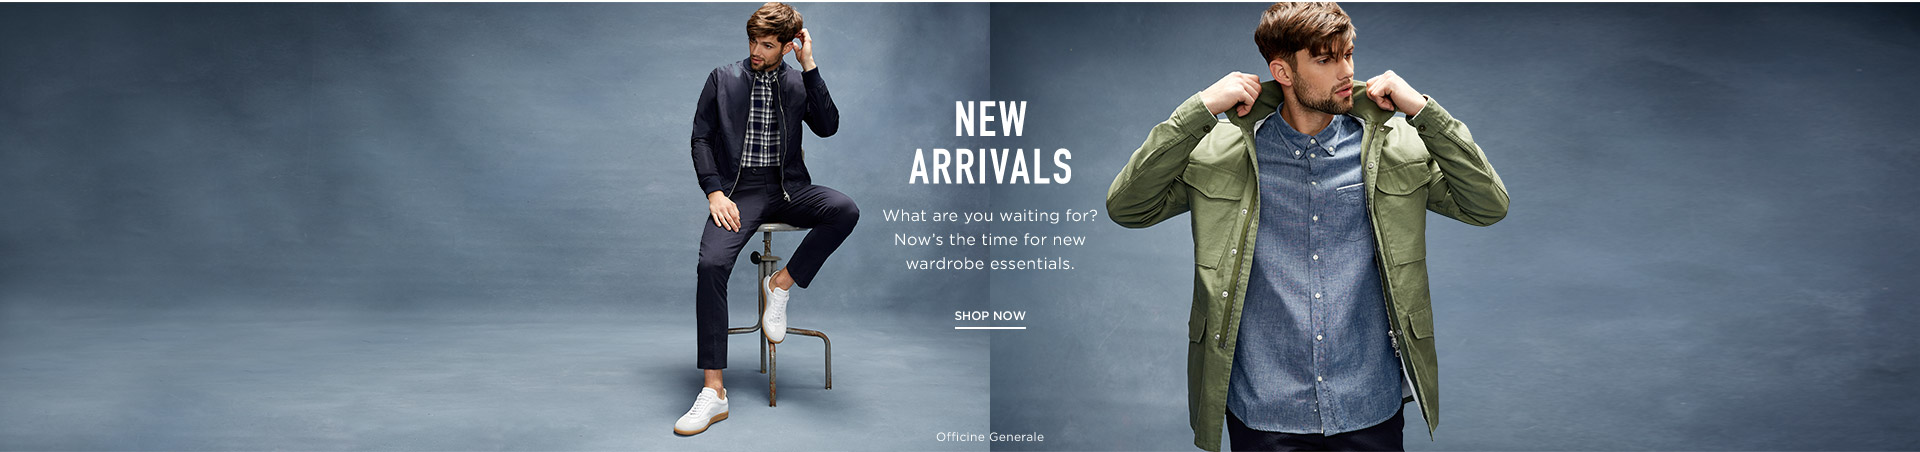 NEW
ARRIVALS
What are you waiting for?
Now's the time for new
wardrobe essentials.
SHOP NOW
Officine Generale